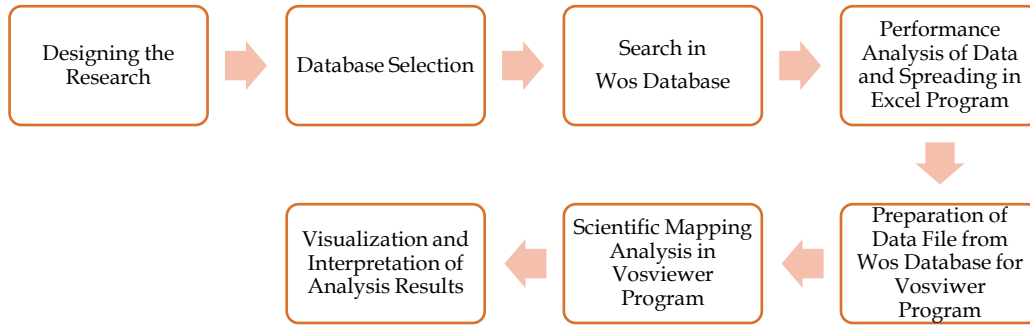 Designing the
Research
Database Selection
Search in
Wos Database
Performance
Analysis of Data
and Spreading in
Excel Program
Preparation of
Data File from
Wos Database for
Vosviwer
Program
Scientific Mapping
Analysis in
Vosviewer
Program
Visualization and
Interpretation of
Analysis Results